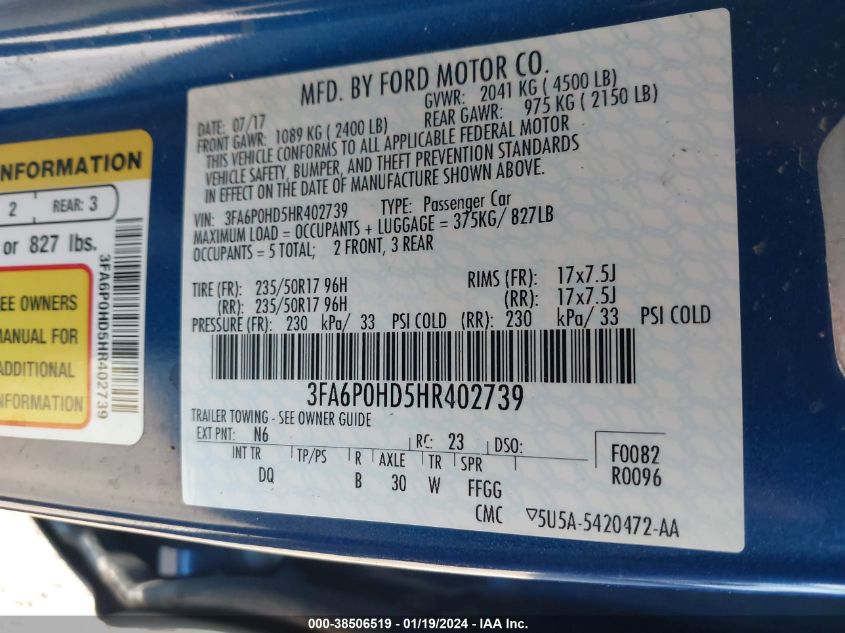 MFD. BY FORD MOTOR CO.
DATE: 07/17 GVWR: 2041 KG ( 4500 LB)
FRONT GAWR: 1089 KG ( 2400 LB) REAR GAWR: 975 KG ( 2150 LB)
THIS VEHICLE CONFORMS TO ALL APPLICABLE FEDERAL MOTOR
VEHICLE SAFETY, BUMPER, AND THEFT PREVENTION STANDARDS
IN EFFECT ON THE DATE OF MANUFACTURE SHOWN ABOVE.
VIN: 3FA6P0HD5HR402739 TYPE: Passenger Car
MAXIMUM LOAD = OCCUPANTS + LUGGAGE = 375KG/ 827LB
OCCUPANTS = 5 TOTAL; 2 FRONT, 3 REAR
TIRE (FR): 235/50R17 96H RIMS (FR): 17x7.5J
(RR): 235/50R17 96H (RR): 17x7.5J
PRESSURE (FR): 230 kPa/ 33 PSI COLD (RR): 230 kPa/ 33 PSI COLD
3FA6P0HD5HR402739
TRAILER TOWING - SEE OWNER GUIDE
EXT PNT: N6 RC: 23 DSO:
INT TR TP/PS R AXLE TR SPR
DQ B 30 W FFGG
F0082
R0096
CMC ▽5U5A-5420472-AA
INFORMATION
2 REAR: 3
or 827 lbs.
SEE OWNERS
MANUAL FOR
ADDITIONAL
INFORMATION
3FA6P0HD5HR402739
000-38506519 - 01/19/2024 - IAA Inc.